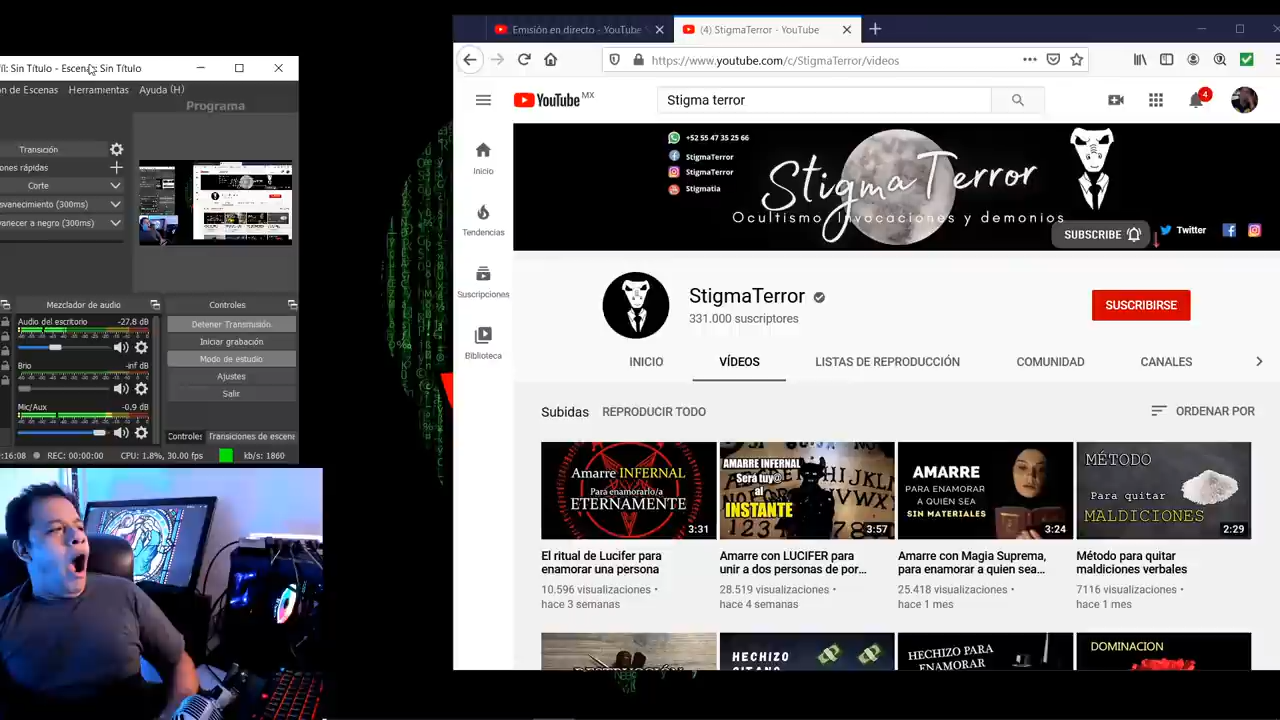 Emisión en directo - YouTube
(4) StigmaTerror - YouTube
https://www.youtube.com/c/StigmaTerror/videos
il: Sin Título - Escenas: Sin Título
ón de Escenas Herramientas Ayuda (H)
Programa
Transición
ones rápidas
Corte
esvanecimiento (300ms)
anecer a negro (300ms)
Mezclador de audio
Controles
Audio del escritorio -27.8 dB
Brio -inf dB
Mic/Aux -0.9 dB
Detener Transmisión
Iniciar grabación
Modo de estudio
Ajustes
Salir
Controles Transiciones de escena
:16:08 REC: 00:00:00 CPU: 1.8%, 30.00 fps kb/s: 1860
YouTube MX
Stigma terror
4
Inicio
Tendencias
Suscripciones
Biblioteca
+52 55 47 35 25 66
StigmaTerror
StigmaTerror
Stigmatia
Stigma Terror
Ocultismo Invocaciones y demonios
SUBSCRIBE
Twitter
StigmaTerror
331.000 suscriptores
SUSCRIBIRSE
INICIO VÍDEOS LISTAS DE REPRODUCCIÓN COMUNIDAD CANALES
Subidas REPRODUCIR TODO ORDENAR POR
Amarre INFERNAL
Para enamorarlo/a
ETERNAMENTE
3:31
El ritual de Lucifer para
enamorar una persona
10.596 visualizaciones •
hace 3 semanas
AMARRE INFERNAL
Será tuy@
al
INSTANTE
3:57
Amarre con LUCIFER para
unir a dos personas de por...
28.519 visualizaciones •
hace 4 semanas
AMARRE
PARA ENAMORAR
A QUIEN SEA
SIN MATERIALES
3:24
Amarre con Magia Suprema,
para enamorar a quien sea...
25.418 visualizaciones •
hace 1 mes
MÉTODO
Para quitar
MALDICIONES
2:29
Método para quitar
maldiciones verbales
7116 visualizaciones •
hace 1 mes
HECHIZO
HECHIZO PARA
ENAMORAR
DOMINACION